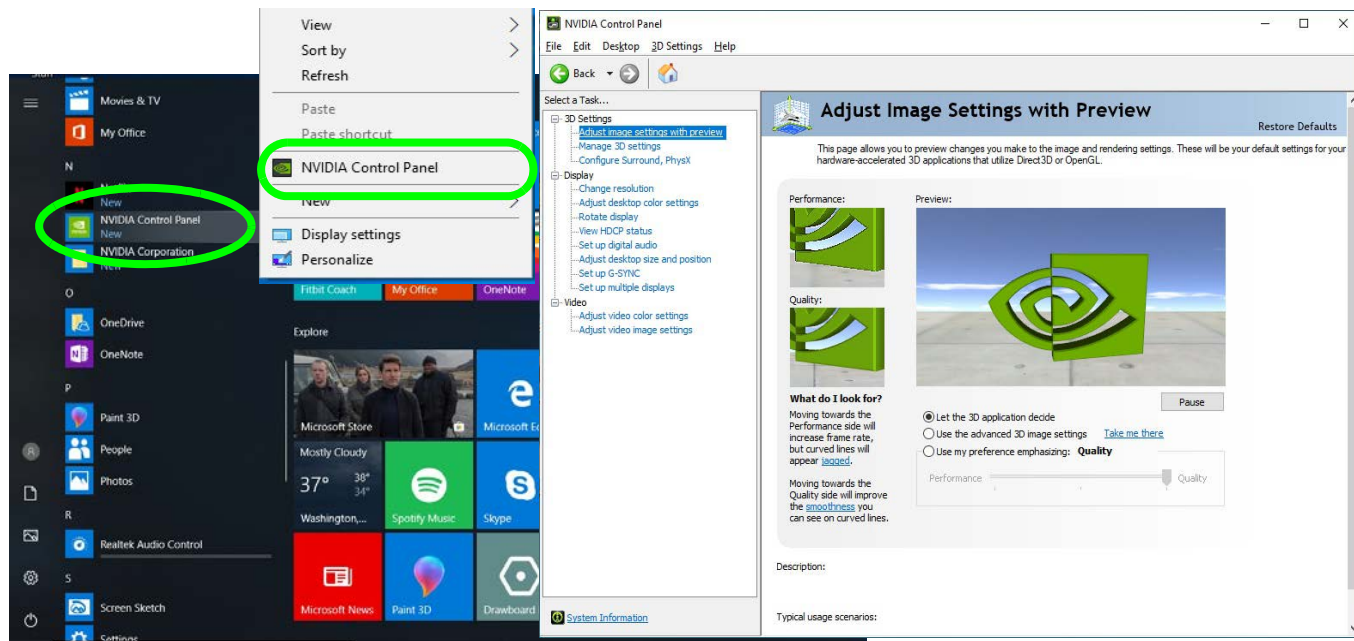 Start
Movies & TV
My Office
N
New
NVIDIA Control Panel
New
NVIDIA Corporation
New
O
OneDrive
OneNote
P
Paint 3D
People
Photos
R
Realtek Audio Control
S
Screen Sketch
Settings
View
Sort by
Refresh
Paste
Paste shortcut
NVIDIA Control Panel
New
Display settings
Personalize
Fitbit Coach
My Office
OneNote
Explore
Microsoft Store
Microsoft Ed
Mostly Cloudy
37° 38°
34°
Washington,...
Spotify Music
Skype
Microsoft News
Paint 3D
Drawboard
NVIDIA Control Panel
File Edit Desktop 3D Settings Help
Back
Select a Task...
3D Settings
Adjust image settings with preview
Manage 3D settings
Configure Surround, PhysX
Display
Change resolution
Adjust desktop color settings
Rotate display
View HDCP status
Set up digital audio
Adjust desktop size and position
Set up G-SYNC
Set up multiple displays
Video
Adjust video color settings
Adjust video image settings
System Information
Adjust Image Settings with Preview
Restore Defaults
This page allows you to preview changes you make to the image and rendering settings. These will be your default settings for your
hardware-accelerated 3D applications that utilize Direct3D or OpenGL.
Performance:
Preview:
Quality:
What do I look for?
Moving towards the
Performance side will
increase frame rate,
but curved lines will
appear jagged.
Moving towards the
Quality side will improve
the smoothness you
can see on curved lines.
Pause
Let the 3D application decide
Use the advanced 3D image settings Take me there
Use my preference emphasizing: Quality
Performance
Quality
Description:
Typical usage scenarios: